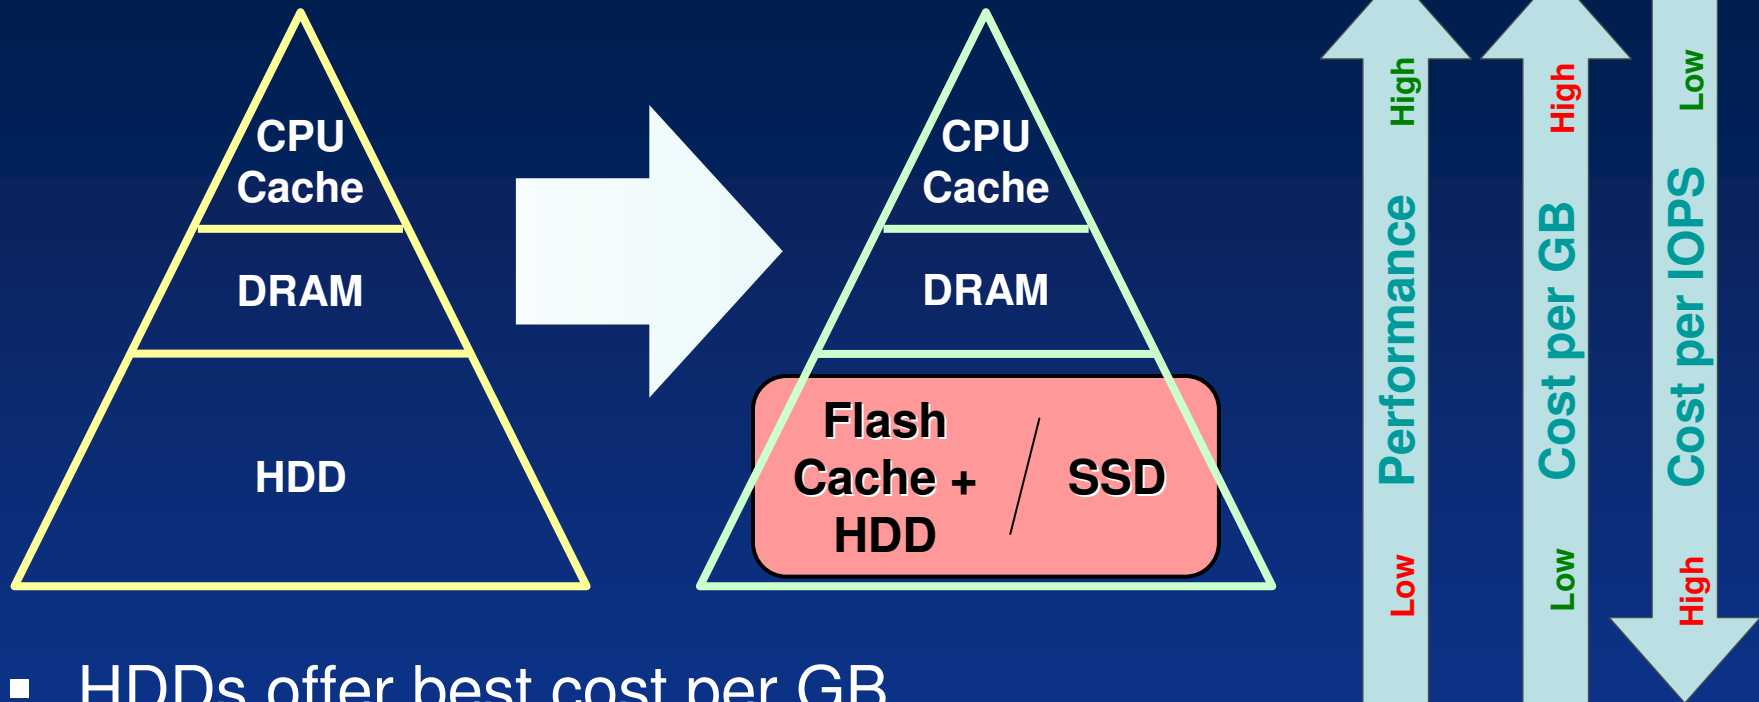 CPU
Cache
DRAM
HDD
CPU
Cache
DRAM
Flash
Cache +
HDD
/
SSD
Low Performance High
Low Cost per GB High
High Cost per IOPS Low
▪ HDDs offer best cost per GB